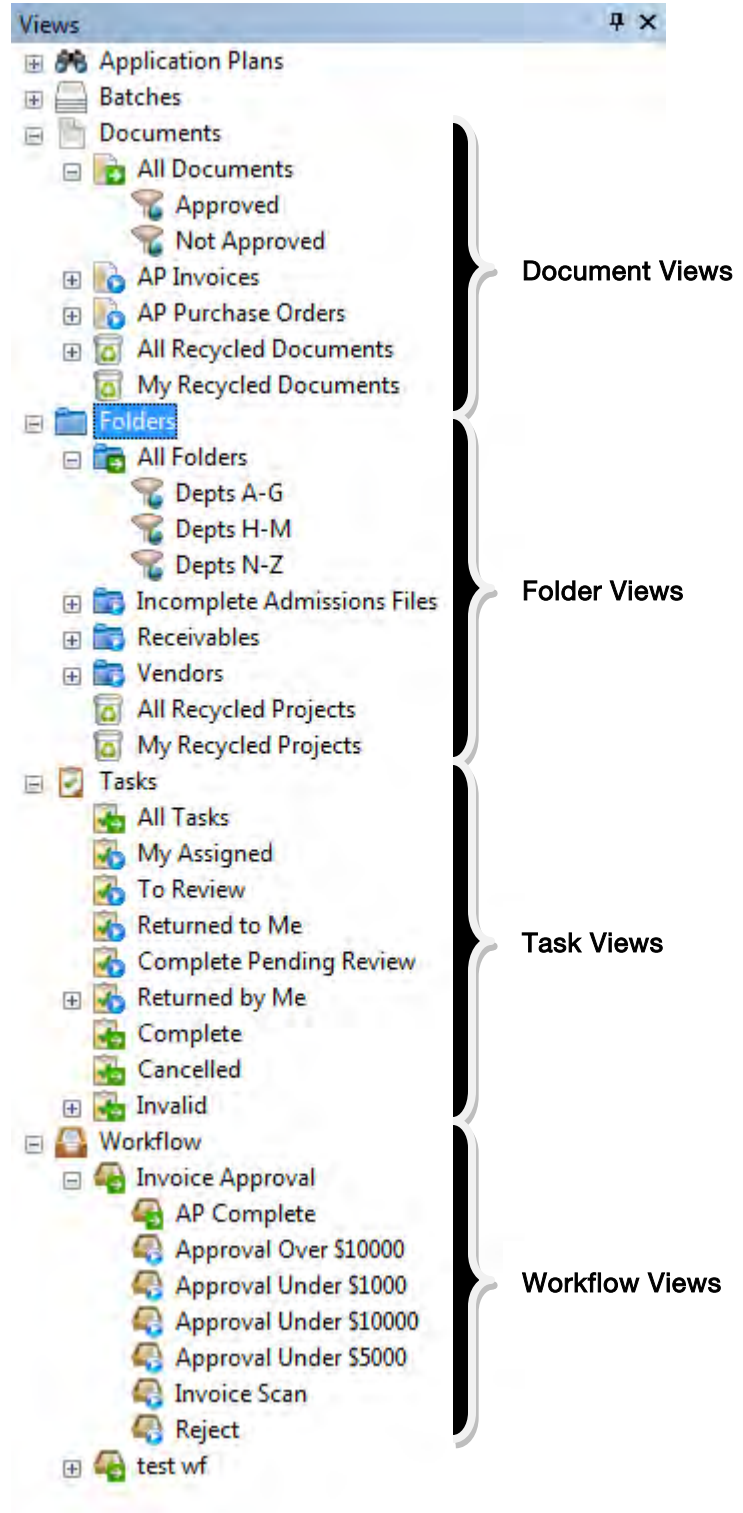 Views
Application Plans
Batches
Documents
All Documents
Approved
Not Approved
AP Invoices
AP Purchase Orders
All Recycled Documents
My Recycled Documents
Document Views
Folders
All Folders
Depts A-G
Depts H-M
Depts N-Z
Incomplete Admissions Files
Receivables
Vendors
All Recycled Projects
My Recycled Projects
Folder Views
Tasks
All Tasks
My Assigned
To Review
Returned to Me
Complete Pending Review
Returned by Me
Complete
Cancelled
Invalid
Task Views
Workflow
Invoice Approval
AP Complete
Approval Over $10000
Approval Under $1000
Approval Under $10000
Approval Under $5000
Invoice Scan
Reject
test wf
Workflow Views